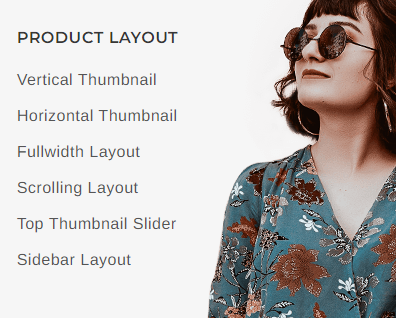 PRODUCT LAYOUT
Vertical Thumbnail
Horizontal Thumbnail
Fullwidth Layout
Scrolling Layout
Top Thumbnail Slider
Sidebar Layout